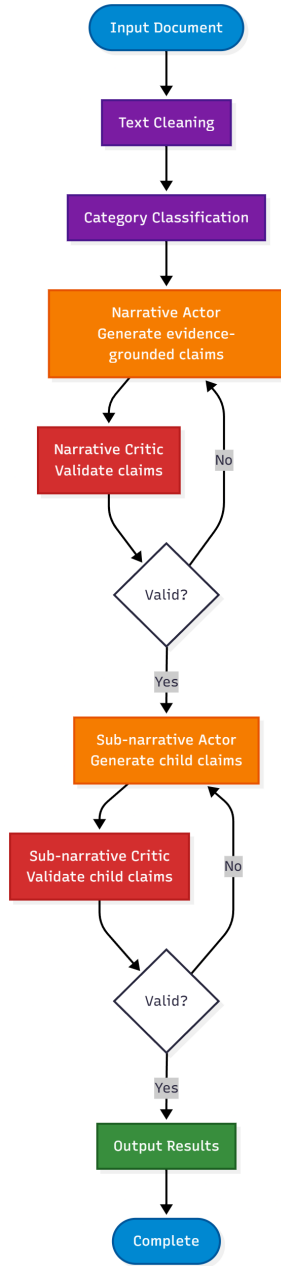 Input Document
Text Cleaning
Category Classification
Narrative Actor
Generate evidence-
grounded claims
Narrative Critic
Validate claims
No
Valid?
Yes
Sub-narrative Actor
Generate child claims
Sub-narrative Critic
Validate child claims
No
Valid?
Yes
Output Results
Complete